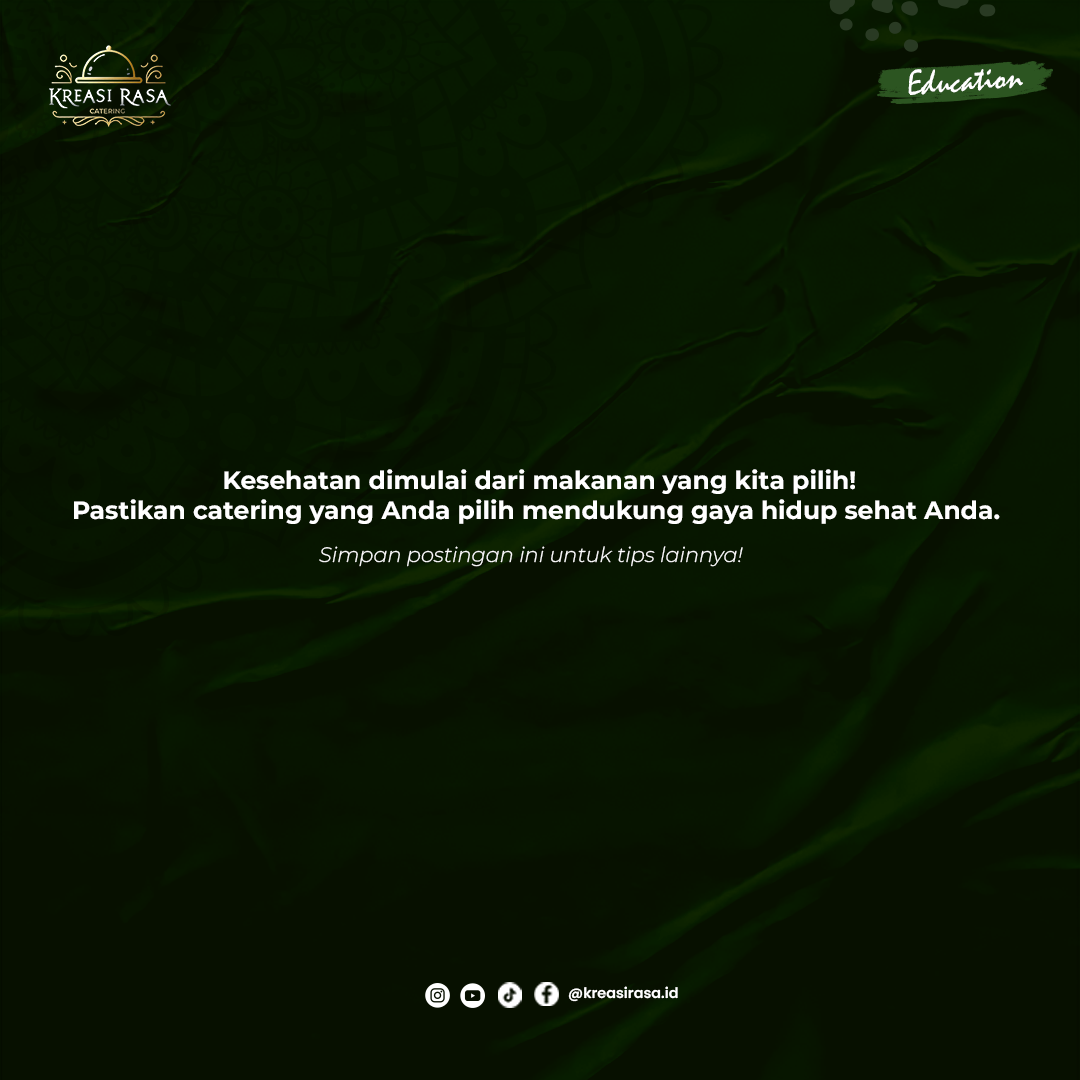 KREASI RASA
CATERING
Education
Kesehatan dimulai dari makanan yang kita pilih!
Pastikan catering yang Anda pilih mendukung gaya hidup sehat Anda.
Simpan postingan ini untuk tips lainnya!
@kreasirasa.id